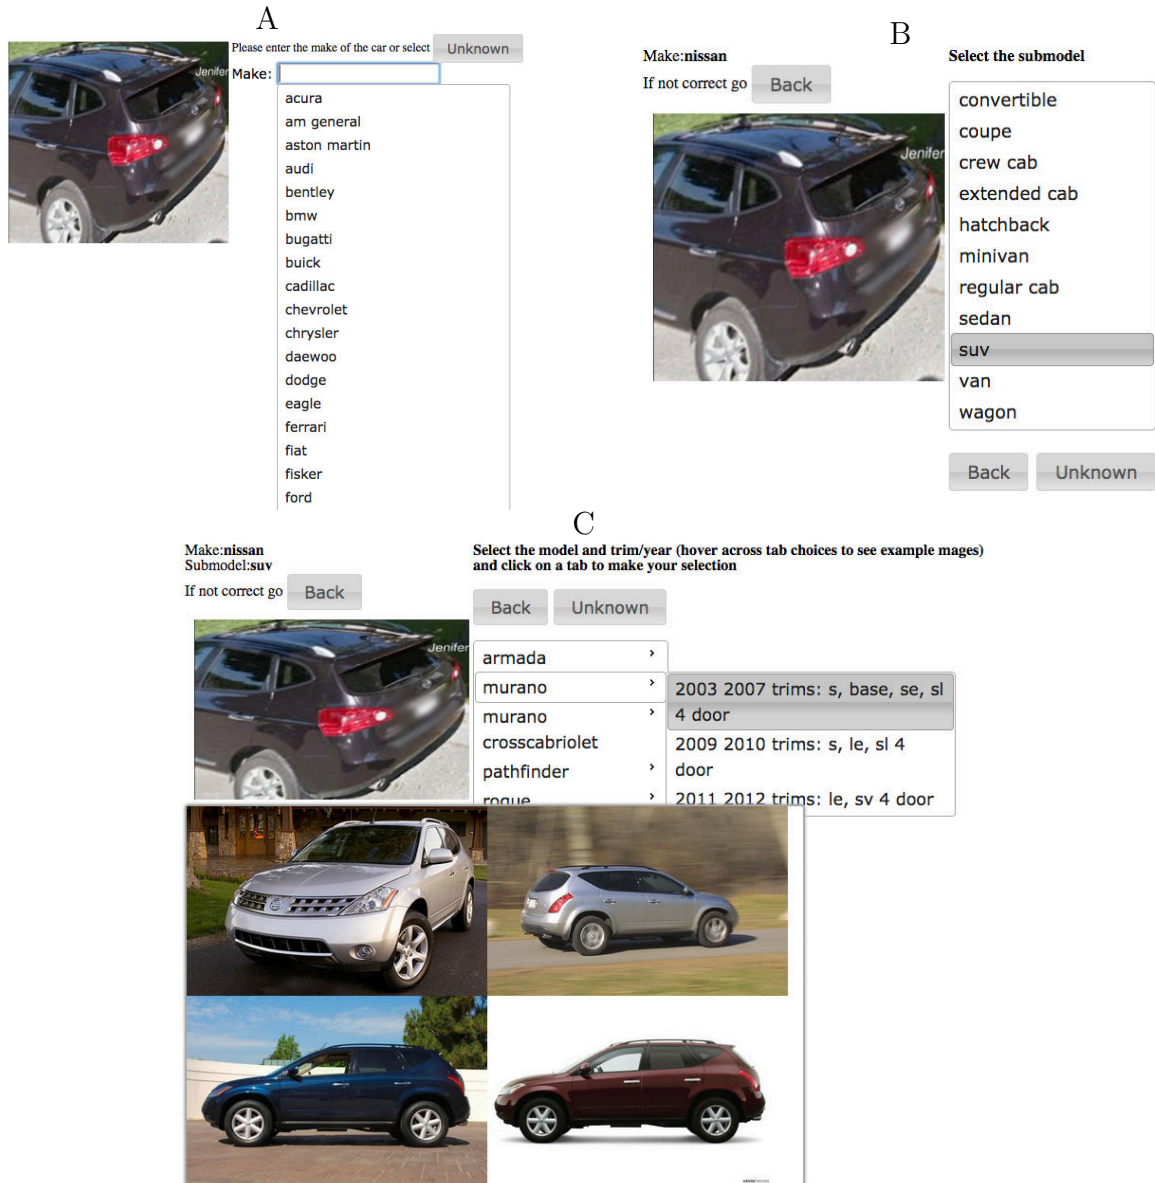 A
Please enter the make of the car or select Unknown
Make:
Jenifer
acura
am general
aston martin
audi
bentley
bmw
bugatti
buick
cadillac
chevrolet
chrysler
daewoo
dodge
eagle
ferrari
fiat
fisker
ford
B
Make:nissan
If not correct go Back
Jenifer
Select the submodel
convertible
coupe
crew cab
extended cab
hatchback
minivan
regular cab
sedan
suv
van
wagon
Back Unknown
C
Make:nissan
Submodel:suv
If not correct go Back
Jenifer
Select the model and trim/year (hover across tab choices to see example mages)
and click on a tab to make your selection
Back Unknown
armada
murano
murano
crosscabriolet
pathfinder
rogue
2003 2007 trims: s, base, se, sl
4 door
2009 2010 trims: s, le, sl 4
door
2011 2012 trims: le, sv 4 door